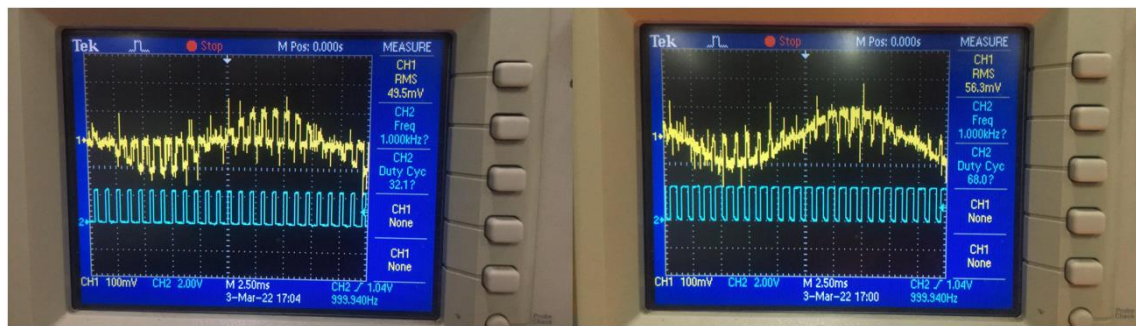 Tek Stop M Pos: 0.000s MEASURE
CH1
RMS
49.5mV
CH2
Freq
1.000kHz?
CH2
Duty Cyc
32.1?
CH1
None
CH1
None
1
2
CH1 100mV CH2 2.00V M 2.50ms CH2 1.04V
3-Mar-22 17:04 999.940Hz
Tek Stop M Pos: 0.000s MEASURE
CH1
RMS
56.3mV
CH2
Freq
1.000kHz?
CH2
Duty Cyc
68.0?
CH1
None
CH1
None
1
2
CH1 100mV CH2 2.00V M 2.50ms CH2 1.04V
3-Mar-22 17:00 999.940Hz